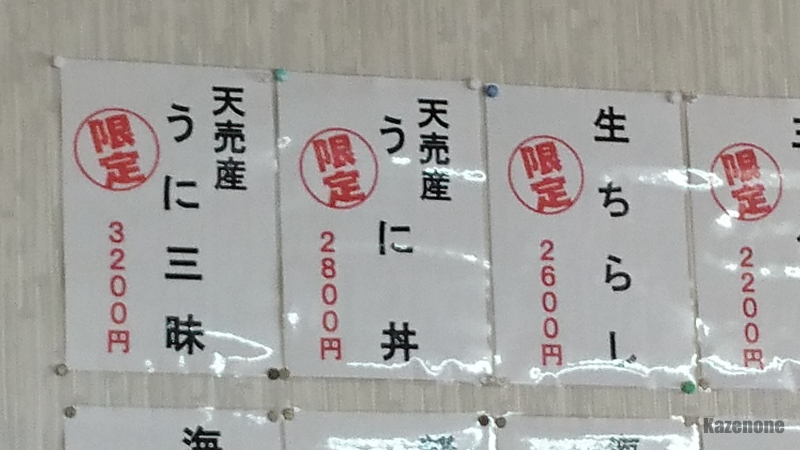 天売産
うに三昧
限定
3200円
天売産
うに丼
限定
2800円
生ちらし
限定
2600円
限定
2200円
海
Kazenone